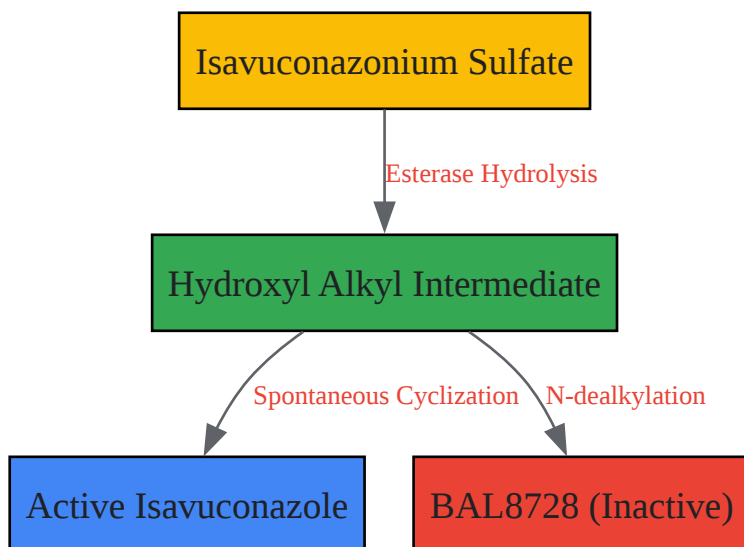 Isavuconazonium Sulfate
Esterase Hydrolysis
Hydroxyl Alkyl Intermediate
Spontaneous Cyclization
N-dealkylation
Active Isavuconazole
BAL8728 (Inactive)